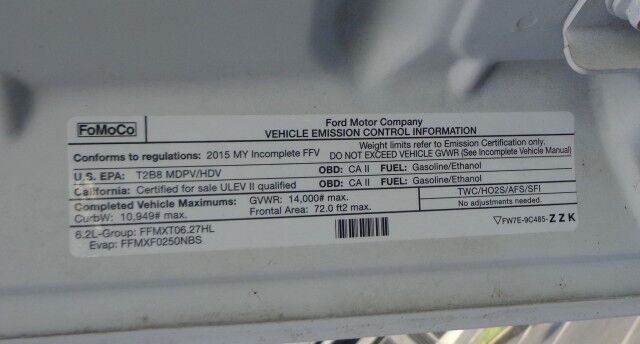 FoMoCo
Ford Motor Company
VEHICLE EMISSION CONTROL INFORMATION
Conforms to regulations: 2015 MY Incomplete FFV
Weight limits refer to Emission Certification only.
DO NOT EXCEED VEHICLE GVWR (See Incomplete Vehicle Manual)
U.S. EPA: T2B8 MDPV/HDV OBD: CA II FUEL: Gasoline/Ethanol
California: Certified for sale ULEV II qualified OBD: CA II FUEL: Gasoline/Ethanol
Completed Vehicle Maximums: GVWR: 14,000# max.
CurbW: 10,949# max. Frontal Area: 72.0 ft2 max.
TWC/HO2S/AFS/SFI
No adjustments needed.
6.2L-Group: FFMXT06.27HL
Evap: FFMXF0250NBS
FW7E-9C485-ZZK